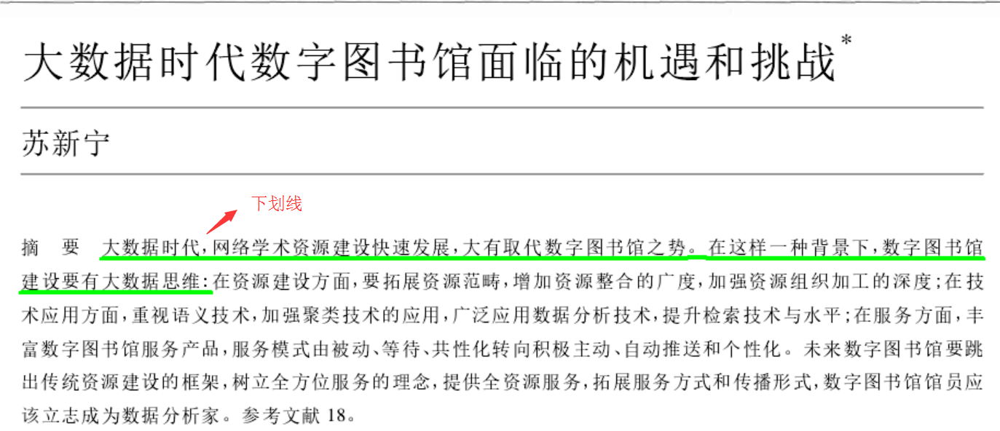 大数据时代数字图书馆面临的机遇和挑战*
苏新宁
下划线
摘 要 大数据时代,网络学术资源建设快速发展,大有取代数字图书馆之势。在这样一种背景下,数字图书馆
建设要有大数据思维:在资源建设方面,要拓展资源范畴,增加资源整合的广度,加强资源组织加工的深度;在技
术应用方面,重视语义技术,加强聚类技术的应用,广泛应用数据分析技术,提升检索技术与水平;在服务方面,丰
富数字图书馆服务产品,服务模式由被动、等待、共性化转向积极主动、自动推送和个性化。未来数字图书馆要跳
出传统资源建设的框架,树立全方位服务的理念,提供全资源服务,拓展服务方式和传播形式,数字图书馆馆员应
该立志成为数据分析家。参考文献 18。